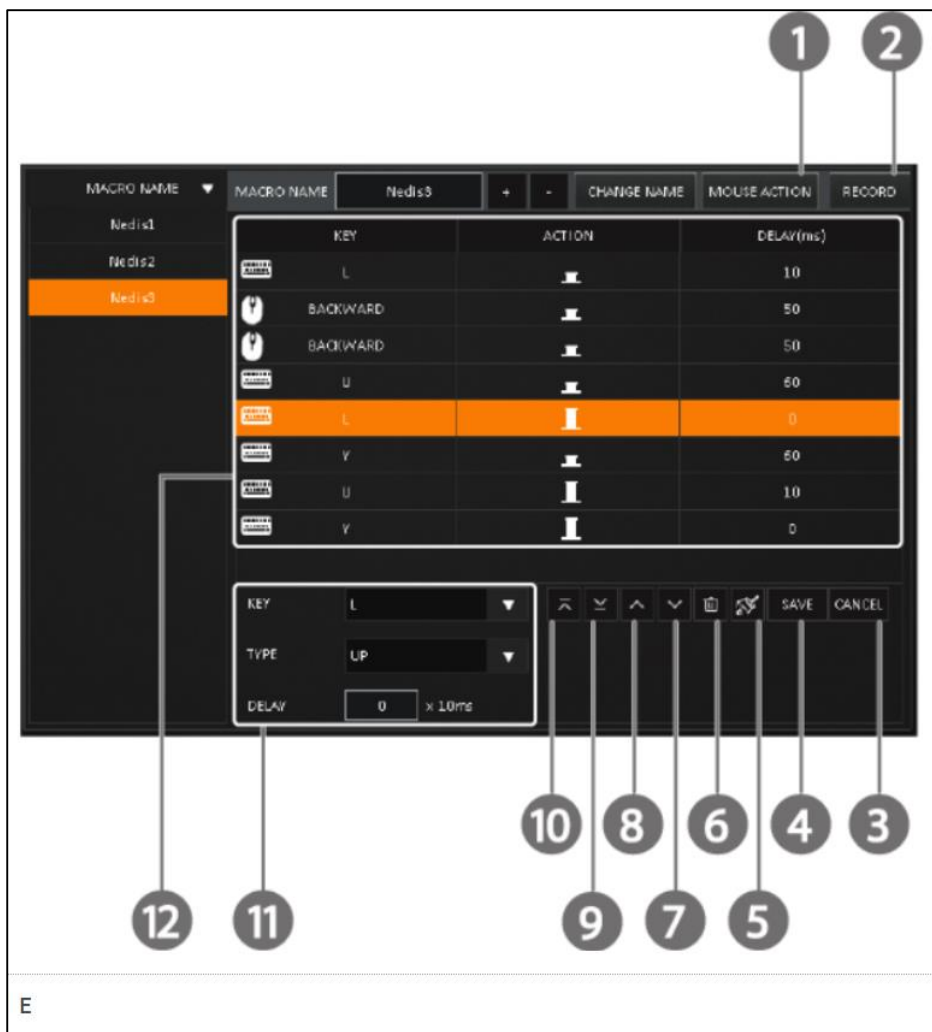 1 2
MACRO NAME ▼ MACRO NAME Nedis3 + - CHANGE NAME MOUSE ACTION RECORD
Nedis1 KEY ACTION DELAY(ms)
Nedis2 L 10
Nedis3 BACKWARD 50
BACKWARD 50
U 60
L 0
Y 60
U 10
Y 0
KEY L ▼ SAVE CANCEL
TYPE UP ▼
DELAY 0 x 10ms
10 8 6 4 3
12 11 9 7 5
E